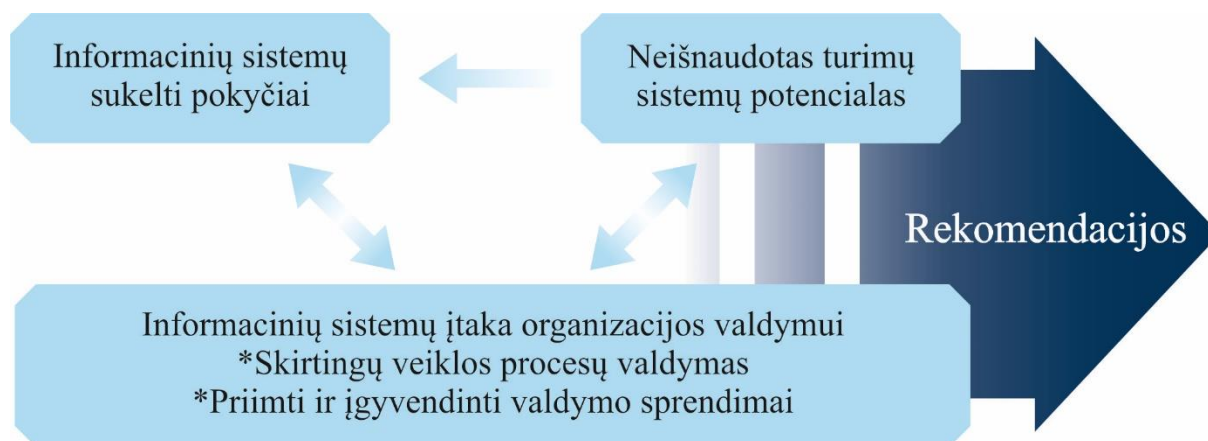 Informacinių sistemų
sukelti pokyčiai
Neišnaudotas turimų
sistemų potencialas
Rekomendacijos
Informacinių sistemų įtaka organizacijos valdymui
*Skirtingų veiklos procesų valdymas
*Priimti ir įgyvendinti valdymo sprendimai